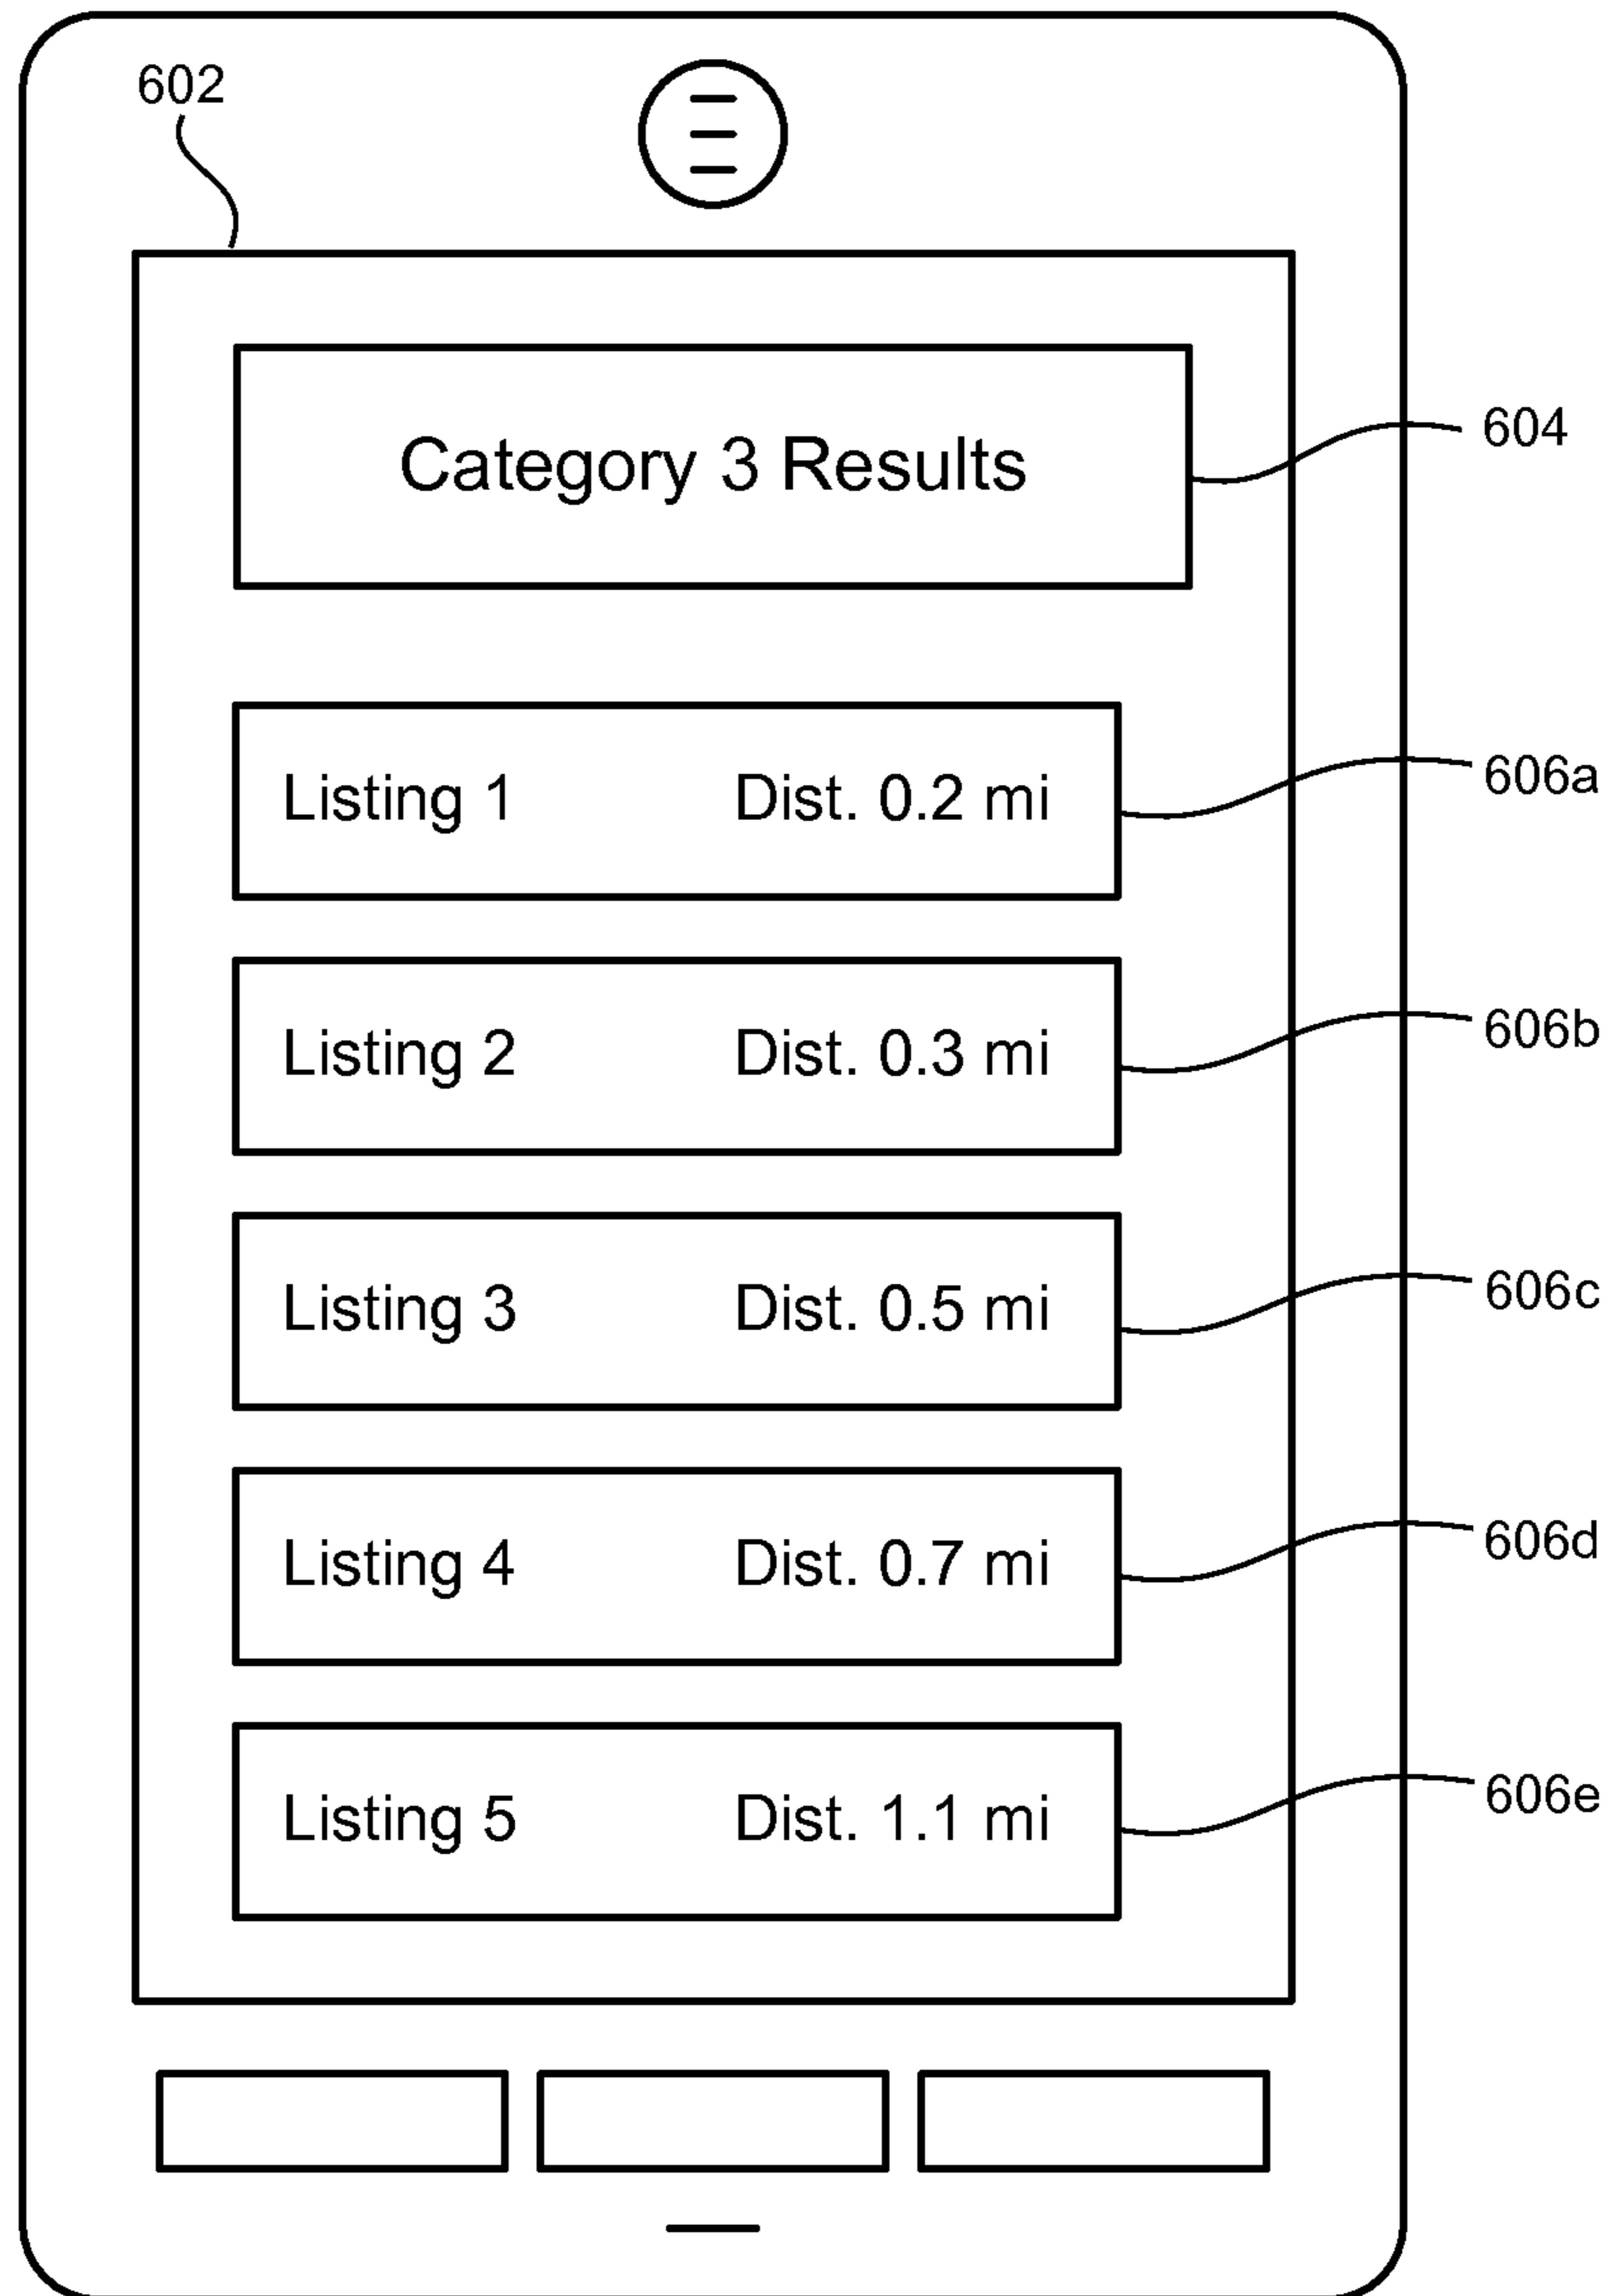 602
Category 3 Results
604
Listing 1 Dist. 0.2 mi
606a
Listing 2 Dist. 0.3 mi
606b
Listing 3 Dist. 0.5 mi
606c
Listing 4 Dist. 0.7 mi
606d
Listing 5 Dist. 1.1 mi
606e